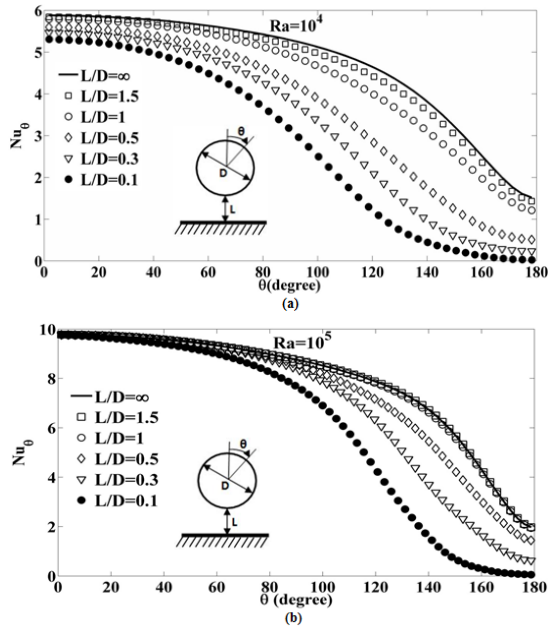 Ra=10⁴
6
5
4
3
2
1
0
Nuθ
L/D=∞
L/D=1.5
L/D=1
L/D=0.5
L/D=0.3
L/D=0.1
θ
D
L
0 20 40 60 80 100 120 140 160 180
θ(degree)
(a)
Ra=10⁵
10
8
6
4
2
0
Nuθ
L/D=∞
L/D=1.5
L/D=1
L/D=0.5
L/D=0.3
L/D=0.1
θ
D
L
0 20 40 60 80 100 120 140 160 180
θ (degree)
(b)